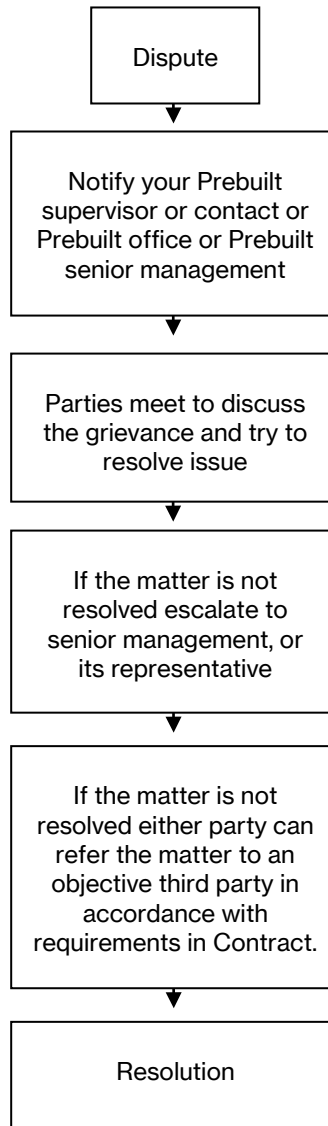 Dispute
Notify your Prebuilt
supervisor or contact or
Prebuilt office or Prebuilt
senior management
Parties meet to discuss
the grievance and try to
resolve issue
If the matter is not
resolved escalate to
senior management, or
its representative
If the matter is not
resolved either party can
refer the matter to an
objective third party in
accordance with
requirements in Contract.
Resolution